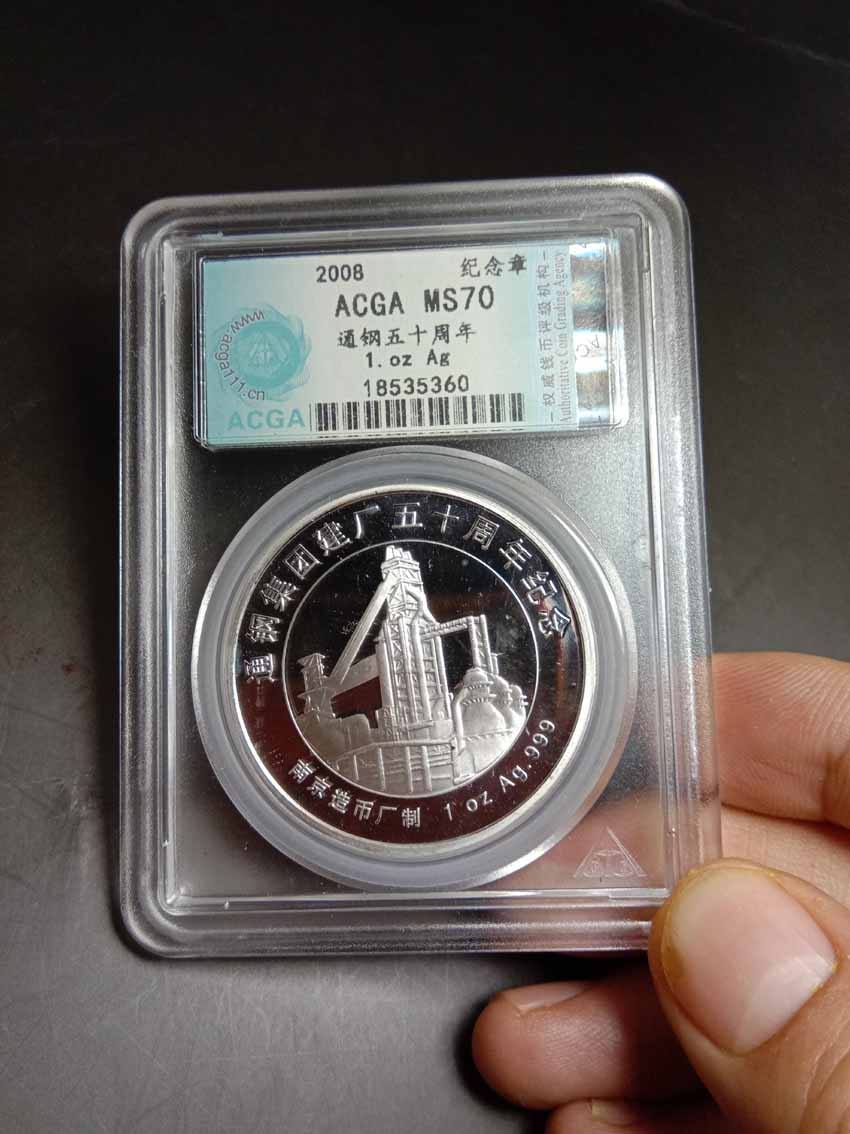 2008 纪念章
ACGA MS70
通钢五十周年
1.oz Ag
18535360
www.acga111.cn
ACGA
-权威钱币评级机构-
Authoritative Coin Grading Agency
通钢集团建厂五十周年纪念
南京造币厂制 1 oz Ag.999